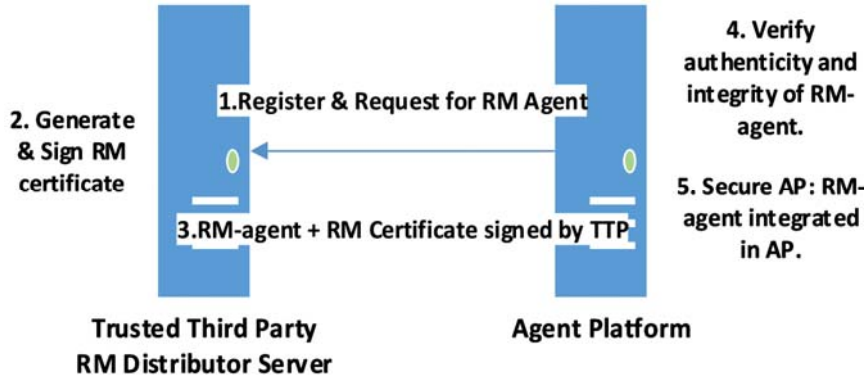 1.Register & Request for RM Agent
2. Generate
& Sign RM
certificate
3.RM-agent + RM Certificate signed by TTP
4. Verify
authenticity and
integrity of RM-
agent.
5. Secure AP: RM-
agent integrated
in AP.
Trusted Third Party
RM Distributor Server
Agent Platform